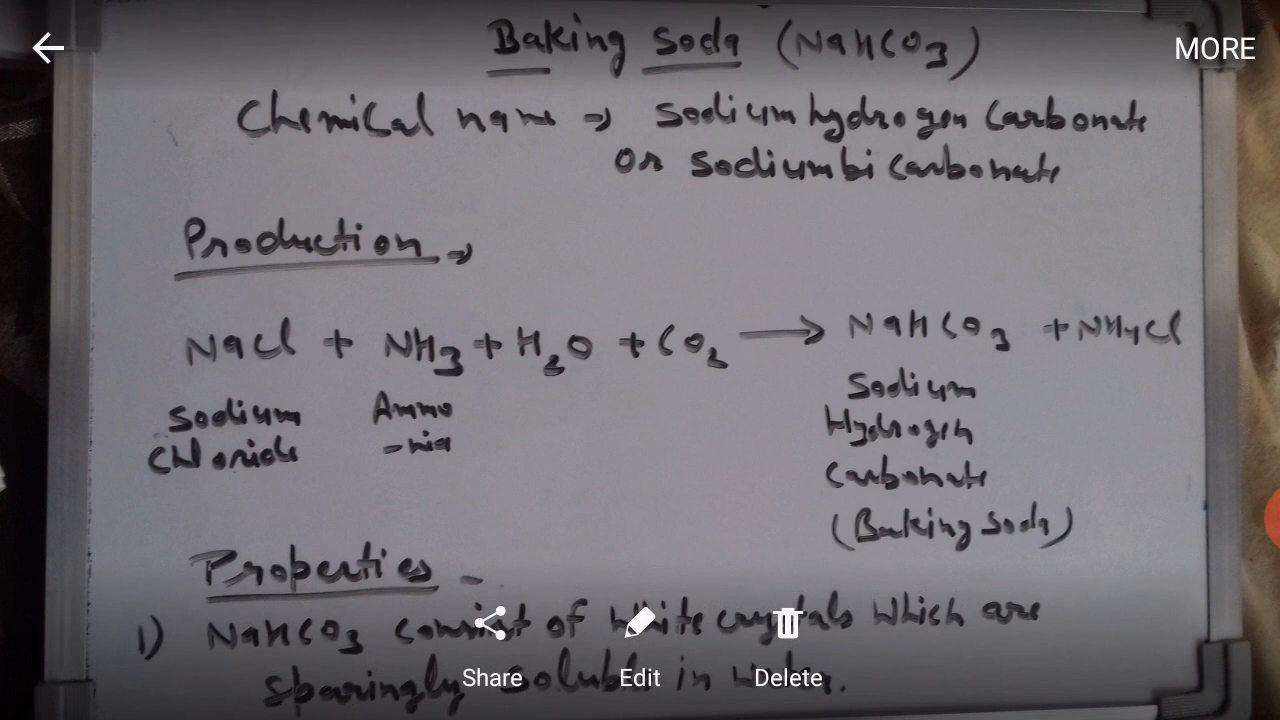 MORE
Baking Soda (NaHCO3)
Chemical name ⇒ Sodium hydrogen Carbonate
Or Sodium bi Carbonate
Production ⇒
NaCl + NH3 + H2O + CO2 ⟶ NaHCO3 + NH4Cl
Sodium Chloride
Ammo-nia
Sodium Hydrogen Carbonate (Baking Soda)
Properties -
1) NaHCO3 consist of white crystals which are
sparingly soluble in water.
Share Edit Delete